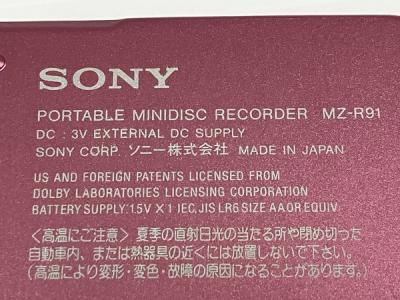 SONY
PORTABLE MINIDISC RECORDER MZ-R91
DC : 3V EXTERNAL DC SUPPLY
SONY CORP. ソニー株式会社 MADE IN JAPAN
US AND FOREIGN PATENTS LICENSED FROM
DOLBY LABORATORIES LICENSING CORPORATION
BATTERY SUPPLY:1.5V X 1 IEC,JIS LR6 SIZE AA OR EQUIV.
〈高温にご注意〉夏季の直射日光の当たる所や閉め切った
自動車内、または熱器具の近くには放置しないで下さい。
(高温により変形・変色・故障の原因になることがあります。)